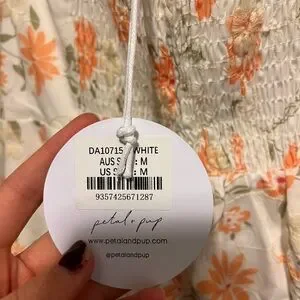 DA10715 WHITE
AUS S : M
US S : M
9357425671287
petal + pup
www.petalandpup.com
@petalandpup